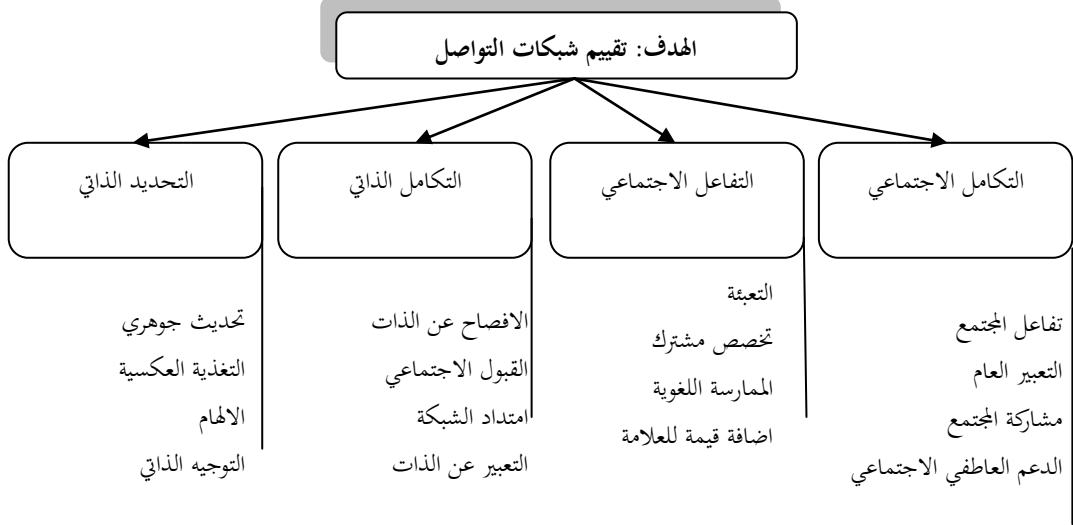 الهدف: تقييم شبكات التواصل
التكامل الاجتماعي
التفاعل الاجتماعي
التكامل الذاتي
التحديد الذاتي
تفاعل المجتمع
التعبير العام
مشاركة المجتمع
الدعم العاطفي الاجتماعي
التعبئة
تخصص مشترك
الممارسة اللغوية
اضافة قيمة للعلامة
الافصاح عن الذات
القبول الاجتماعي
امتداد الشبكة
التعبير عن الذات
تحديث جوهري
التغذية العكسية
الالهام
التوجيه الذاتي